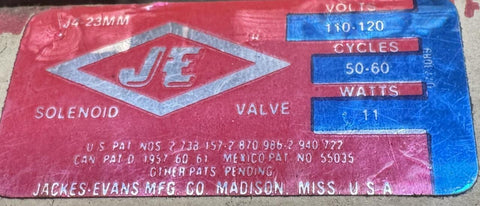 VOLTS
J4 23MM
110-120
CYCLES
JE
50-60
WATTS
SOLENOID VALVE
11
U.S. PAT. NOS. 2 738 157-2 870 986-2 940 727
CAN. PAT'D. 1957 60 61 MEXICO PAT. NO. 55035
OTHER PATS. PENDING
JACKES-EVANS MFG. CO. MADISON, MISS. U.S.A.